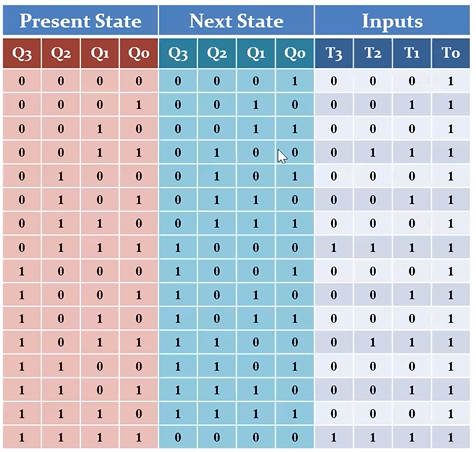 Present State Next State Inputs
Q3 Q2 Q1 Q0 Q3 Q2 Q1 Q0 T3 T2 T1 T0
0 0 0 0 0 0 0 1 0 0 0 1
0 0 0 1 0 0 1 0 0 0 1 1
0 0 1 0 0 0 1 1 0 0 0 1
0 0 1 1 0 1 0 0 0 1 1 1
0 1 0 0 0 1 0 1 0 0 0 1
0 1 0 1 0 1 1 0 0 0 1 1
0 1 1 0 0 1 1 1 0 0 0 1
0 1 1 1 1 0 0 0 1 1 1 1
1 0 0 0 1 0 0 1 0 0 0 1
1 0 0 1 1 0 1 0 0 0 1 1
1 0 1 0 1 0 1 1 0 0 0 1
1 0 1 1 1 1 0 0 0 1 1 1
1 1 0 0 1 1 0 1 0 0 0 1
1 1 0 1 1 1 1 0 0 0 1 1
1 1 1 0 1 1 1 1 0 0 0 1
1 1 1 1 0 0 0 0 1 1 1 1